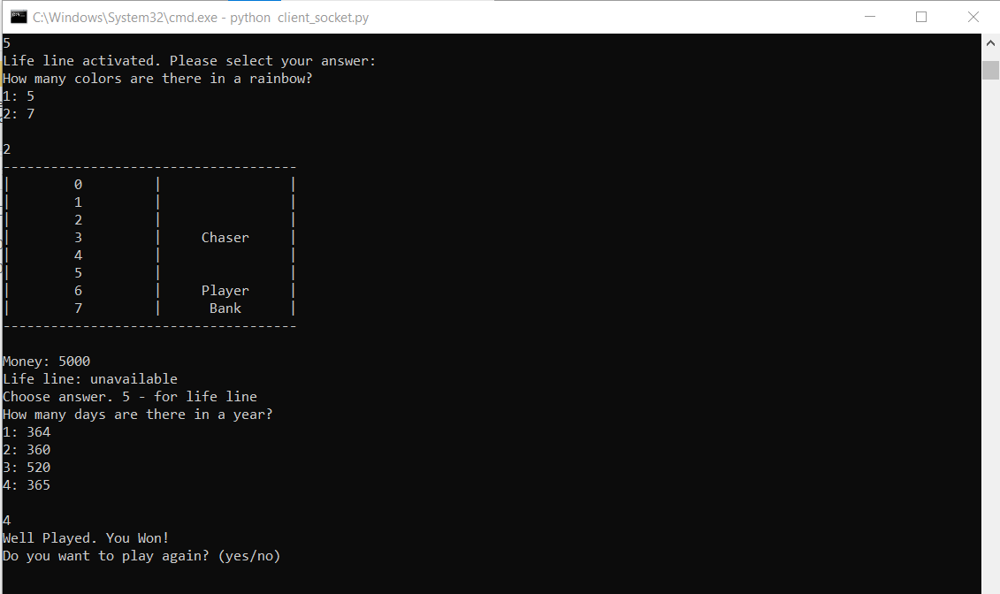 C:\Windows\System32\cmd.exe - python  client_socket.py
5
Life line activated. Please select your answer:
How many colors are there in a rainbow?
1: 5
2: 7
2
-------------------------------------
|        0         |                |
|        1         |                |
|        2         |                |
|        3         |     Chaser     |
|        4         |                |
|        5         |                |
|        6         |     Player     |
|        7         |      Bank      |
-------------------------------------
Money: 5000
Life line: unavailable
Choose answer. 5 - for life line
How many days are there in a year?
1: 364
2: 360
3: 520
4: 365
4
Well Played. You Won!
Do you want to play again? (yes/no)